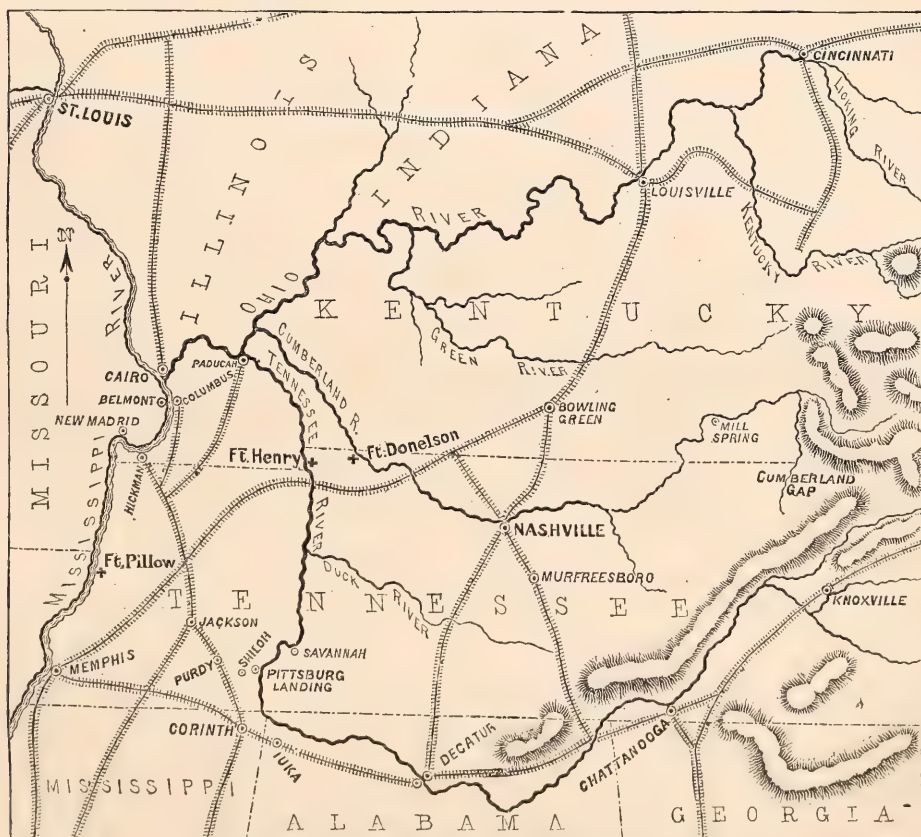 CINCINNATI
ST. LOUIS
LICKING RIVER
LOUISVILLE
INDIANA
ILLINOIS
MISSOURI
N
RIVER
OHIO
RIVER
KENTUCKY RIVER
KENTUCKY
CUMBERLAND R.
GREEN RIVER
PADUCAH
CAIRO
COLUMBUS
BELMONT
TENNESSEE
RIVER
NEW MADRID
BOWLING
GREEN
MILL
SPRING
Ft. Henry
Ft. Donelson
HICKMAN
CUMBERLAND
GAP
MISSISSIPPI
NASHVILLE
Ft. Pillow
DUCK RIVER
MURFREESBORO
KNOXVILLE
TENNESSEE
JACKSON
SAVANNAH
SHILOH
PURDY
PITTSBURG
LANDING
MEMPHIS
CORINTH
IUKA
DECATUR
CHATTANOOGA
MISSISSIPPI
ALABAMA
GEORGIA